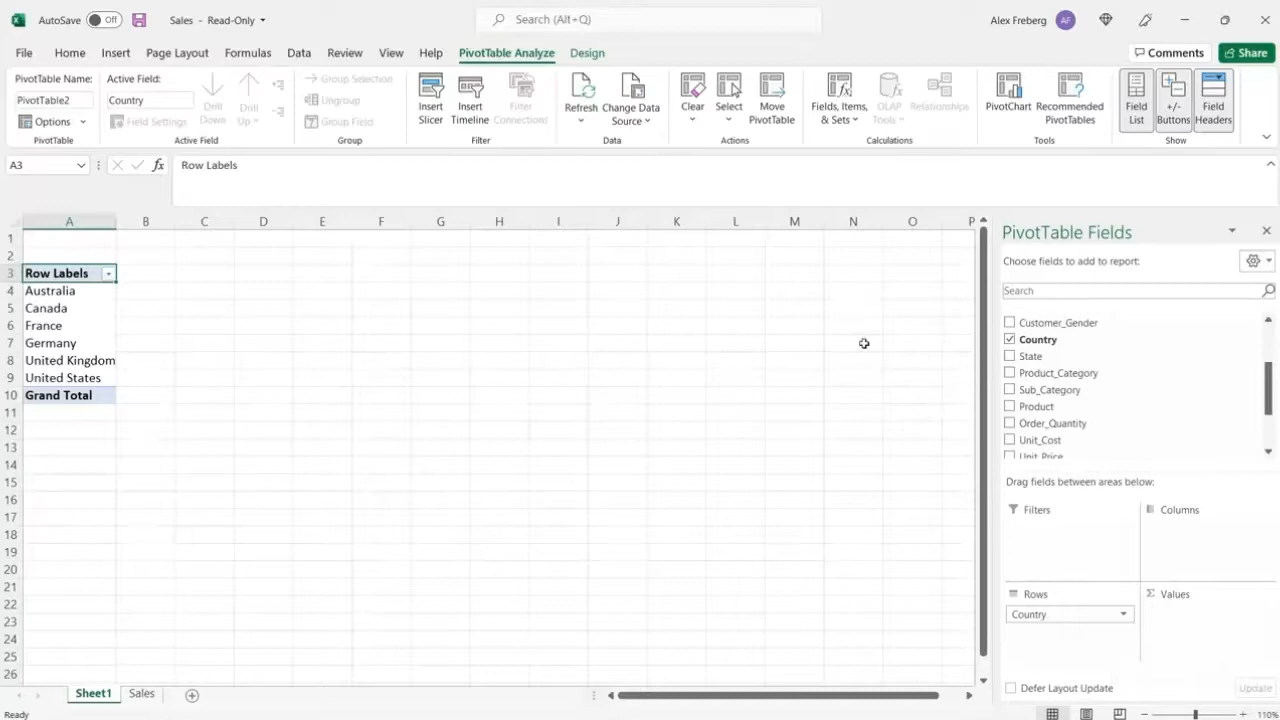 AutoSave Off Sales - Read-Only Search (Alt+Q) Alex Freberg AF
File Home Insert Page Layout Formulas Data Review View Help PivotTable Analyze Design Comments Share
PivotTable Name:
PivotTable2
Options
PivotTable
Active Field:
Country
Field Settings
Drill Down
Drill Up
Active Field
Group Selection
Ungroup
Group Field
Group
Insert Slicer
Insert Timeline
Filter Connections
Filter
Refresh
Change Data Source
Data
Clear
Select
Move PivotTable
Actions
Fields, Items, & Sets
OLAP Tools
Relationships
Calculations
PivotChart
Recommended PivotTables
Tools
Field List
+/- Buttons
Field Headers
Show
A3 fx Row Labels
A B C D E F G H I J K L M N O P
1
2
3 Row Labels
4 Australia
5 Canada
6 France
7 Germany
8 United Kingdom
9 United States
10 Grand Total
11
12
13
14
15
16
17
18
19
20
21
22
23
24
25
26
PivotTable Fields
Choose fields to add to report:
Search
Customer_Gender
Country
State
Product_Category
Sub_Category
Product
Order_Quantity
Unit_Cost
Unit_Price
Drag fields between areas below:
Filters
Columns
Rows
Country
Σ Values
Defer Layout Update Update
Sheet1 Sales
Ready 110%